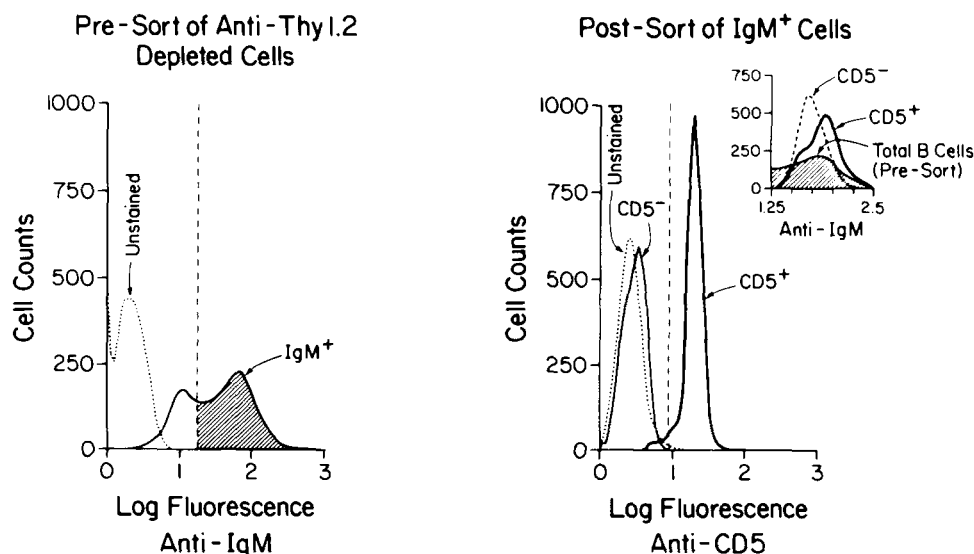 Pre-Sort of Anti-Thy 1.2
Depleted Cells
1000
750
500
250
0
Cell Counts
Unstained
IgM+
0 1 2 3
Log Fluorescence
Anti-IgM
Post-Sort of IgM+ Cells
1000
750
500
250
0
Cell Counts
Unstained
CD5-
CD5+
0 1 2 3
Log Fluorescence
Anti-CD5
750
500
250
0
CD5-
CD5+
Total B Cells
(Pre-Sort)
1.25 2.5
Anti-IgM